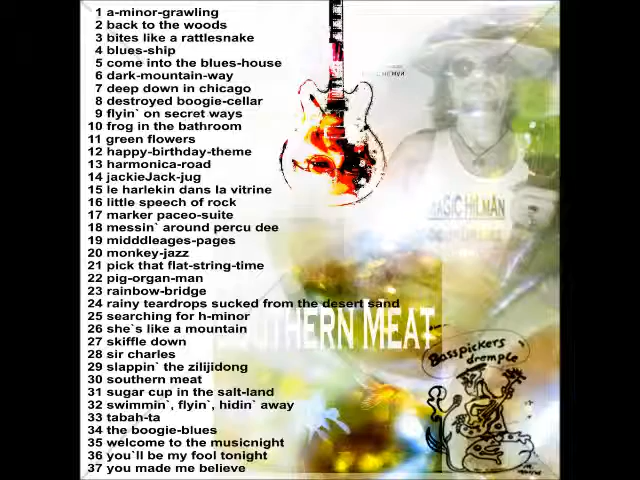 1 a-minor-grawling
2 back to the woods
3 bites like a rattlesnake
4 blues-ship
5 come into the blues-house
6 dark-mountain-way
7 deep down in chicago
8 destroyed boogie-cellar
9 flyin` on secret ways
10 frog in the bathroom
11 green flowers
12 happy-birthday-theme
13 harmonica-road
14 jackieJack-jug
15 le harlekin dans la vitrine
16 little speech of rock
17 marker paceo-suite
18 messin` around percu dee
19 midddleages-pages
20 monkey-jazz
21 pick that flat-string-time
22 pig-organ-man
23 rainbow-bridge
24 rainy teardrops sucked from the desert sand
25 searching for h-minor
26 she`s like a mountain
27 skiffle down
28 sir charles
29 slappin` the zilijidong
30 southern meat
31 sugar cup in the salt-land
32 swimmin`, flyin`, hidin` away
33 tabah-ta
34 the boogie-blues
35 welcome to the musicnight
36 you`ll be my fool tonight
37 you made me believe
HILMAN
SOUTHERN MEAT
Basspickers
dremple